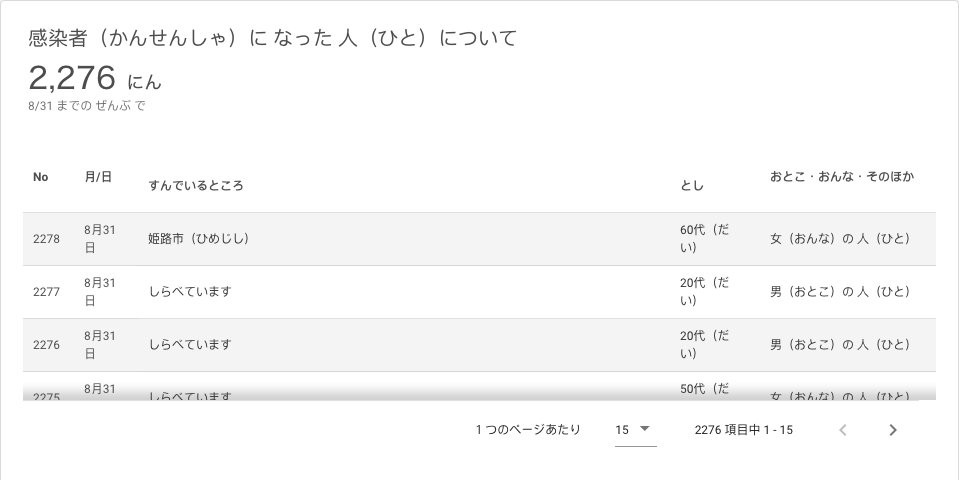 感染者（かんせんしゃ）に なった 人（ひと）について
2,276 にん
8/31 までの ぜんぶ で
No 月/日 すんでいるところ とし おとこ・おんな・そのほか
2278 8月31日 姫路市（ひめじし） 60代（だい） 女（おんな）の 人（ひと）
2277 8月31日 しらべています 20代（だい） 男（おとこ）の 人（ひと）
2276 8月31日 しらべています 20代（だい） 男（おとこ）の 人（ひと）
2275 8月31 しらべています 50代（だ 女（おんな）の 人（ひと）
1 つのページあたり 15 2276 項目中 1 - 15